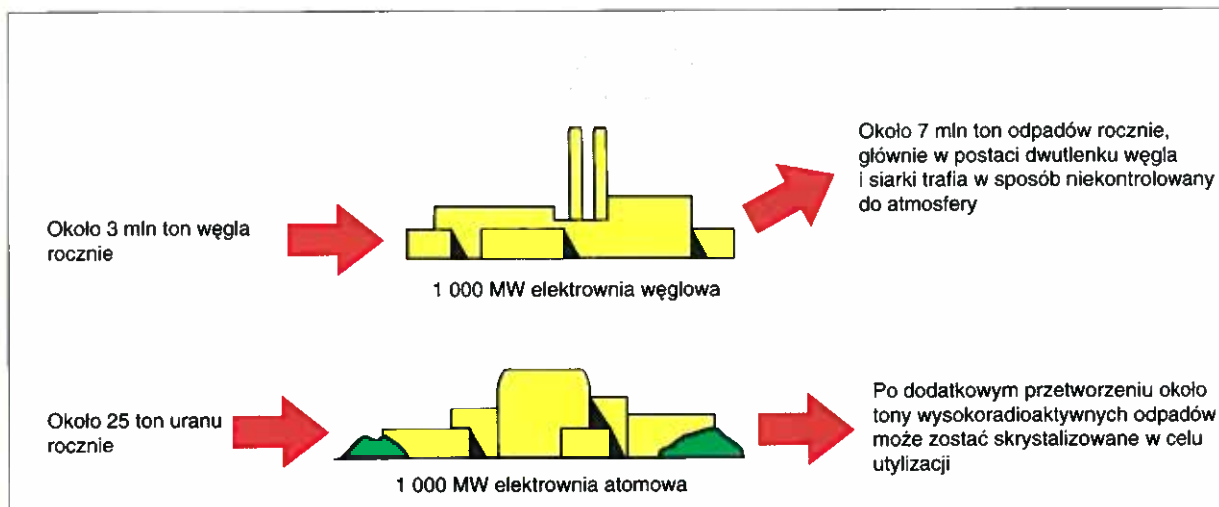 Około 7 mln ton odpadów rocznie,
głównie w postaci dwutlenku węgla
i siarki trafia w sposób niekontrolowany
do atmosfery
Około 3 mln ton węgla
rocznie
1 000 MW elektrownia węglowa
Po dodatkowym przetworzeniu około
tony wysokoradioaktywnych odpadów
może zostać skrystalizowane w celu
utylizacji
Około 25 ton uranu
rocznie
1 000 MW elektrownia atomowa